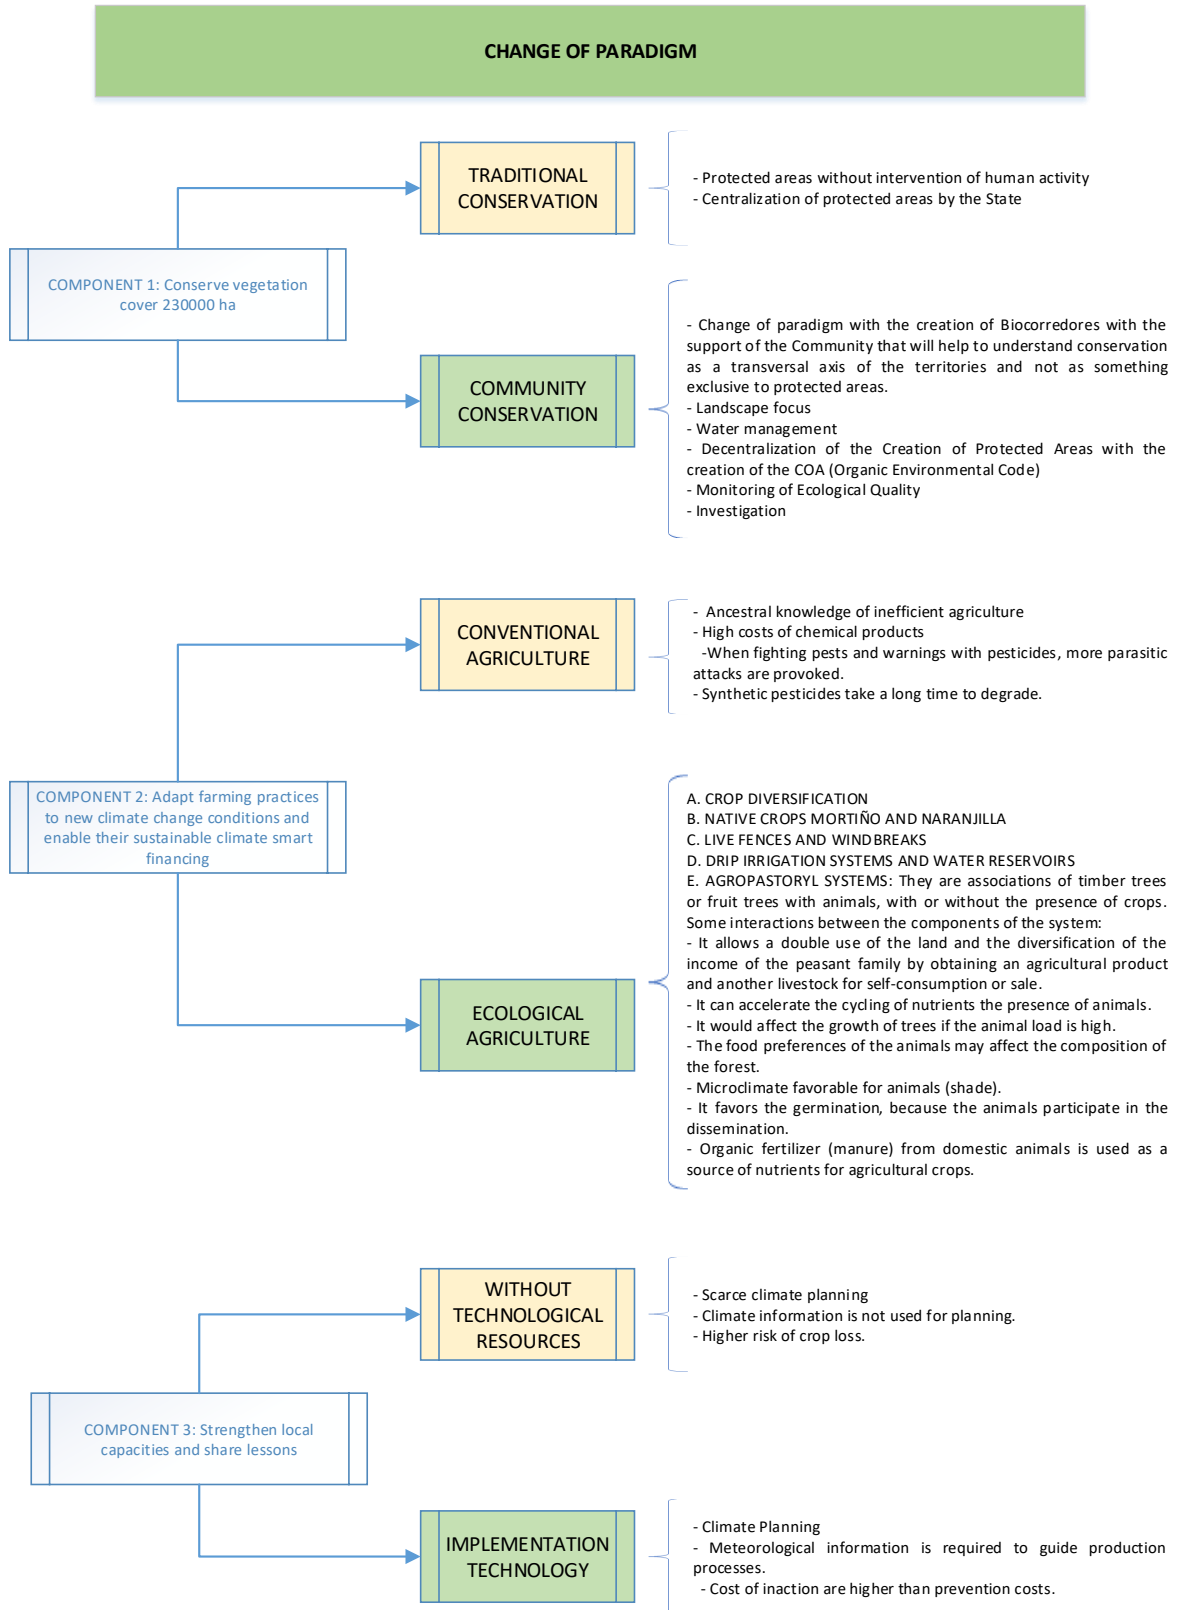 CHANGE OF PARADIGM
TRADITIONAL
CONSERVATION
- Protected areas without intervention of human activity
- Centralization of protected areas by the State
COMPONENT 1: Conserve vegetation
cover 230000 ha
COMMUNITY
CONSERVATION
- Change of paradigm with the creation of Biocorredores with the
support of the Community that will help to understand conservation
as a transversal axis of the territories and not as something
exclusive to protected areas.
- Landscape focus
- Water management
- Decentralization of the Creation of Protected Areas with the
creation of the COA (Organic Environmental Code)
- Monitoring of Ecological Quality
- Investigation
CONVENTIONAL
AGRICULTURE
- Ancestral knowledge of inefficient agriculture
- High costs of chemical products
-When fighting pests and warnings with pesticides, more parasitic
attacks are provoked.
- Synthetic pesticides take a long time to degrade.
COMPONENT 2: Adapt farming practices
to new climate change conditions and
enable their sustainable climate smart
financing
ECOLOGICAL
AGRICULTURE
A. CROP DIVERSIFICATION
B. NATIVE CROPS MORTIÑO AND NARANJILLA
C. LIVE FENCES AND WINDBREAKS
D. DRIP IRRIGATION SYSTEMS AND WATER RESERVOIRS
E. AGROPASTORYL SYSTEMS: They are associations of timber trees
or fruit trees with animals, with or without the presence of crops.
Some interactions between the components of the system:
- It allows a double use of the land and the diversification of the
income of the peasant family by obtaining an agricultural product
and another livestock for self-consumption or sale.
- It can accelerate the cycling of nutrients the presence of animals.
- It would affect the growth of trees if the animal load is high.
- The food preferences of the animals may affect the composition of
the forest.
- Microclimate favorable for animals (shade).
- It favors the germination, because the animals participate in the
dissemination.
- Organic fertilizer (manure) from domestic animals is used as a
source of nutrients for agricultural crops.
WITHOUT
TECHNOLOGICAL
RESOURCES
- Scarce climate planning
- Climate information is not used for planning.
- Higher risk of crop loss.
COMPONENT 3: Strengthen local
capacities and share lessons
IMPLEMENTATION
TECHNOLOGY
- Climate Planning
- Meteorological information is required to guide production
processes.
- Cost of inaction are higher than prevention costs.